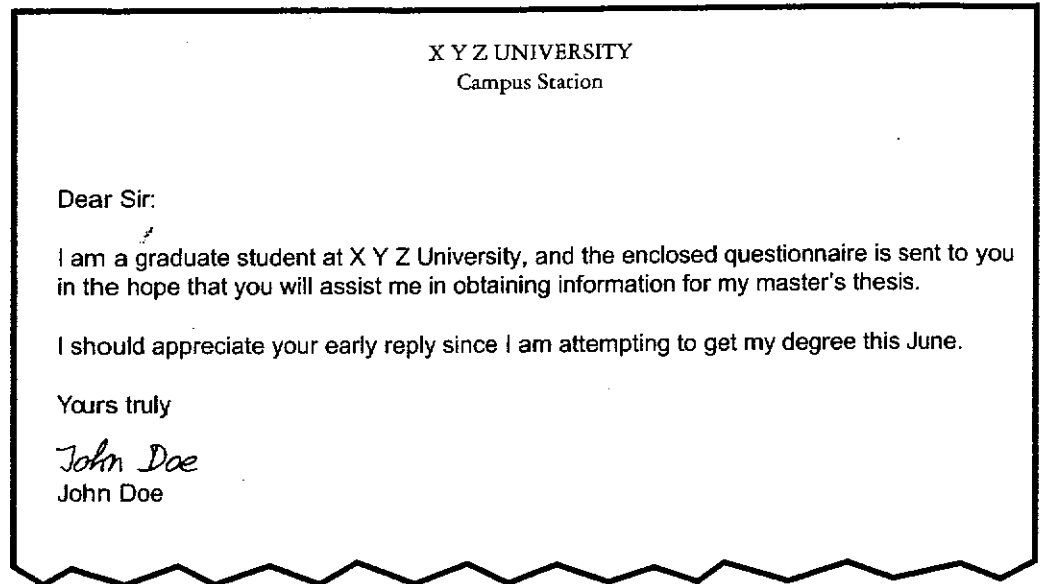 X Y Z UNIVERSITY
Campus Station
Dear Sir:
I am a graduate student at X Y Z University, and the enclosed questionnaire is sent to you
in the hope that you will assist me in obtaining information for my master's thesis.
I should appreciate your early reply since I am attempting to get my degree this June.
Yours truly
John Doe
John Doe